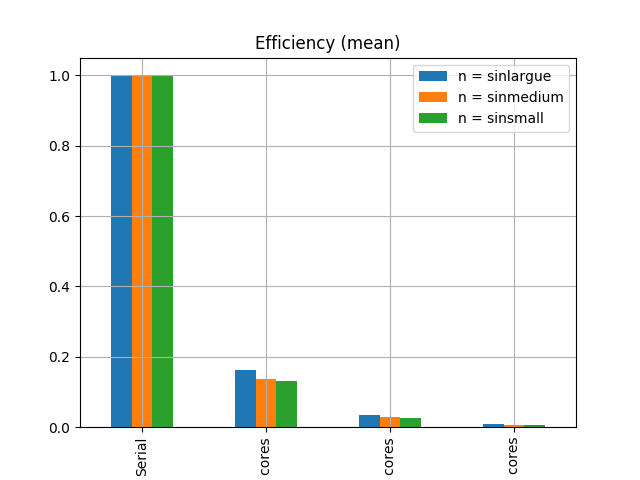 Efficiency (mean)
n = sinlargue
n = sinmedium
n = sinsmall
1.0
0.8
0.6
0.4
0.2
0.0
Serial
cores
cores
cores